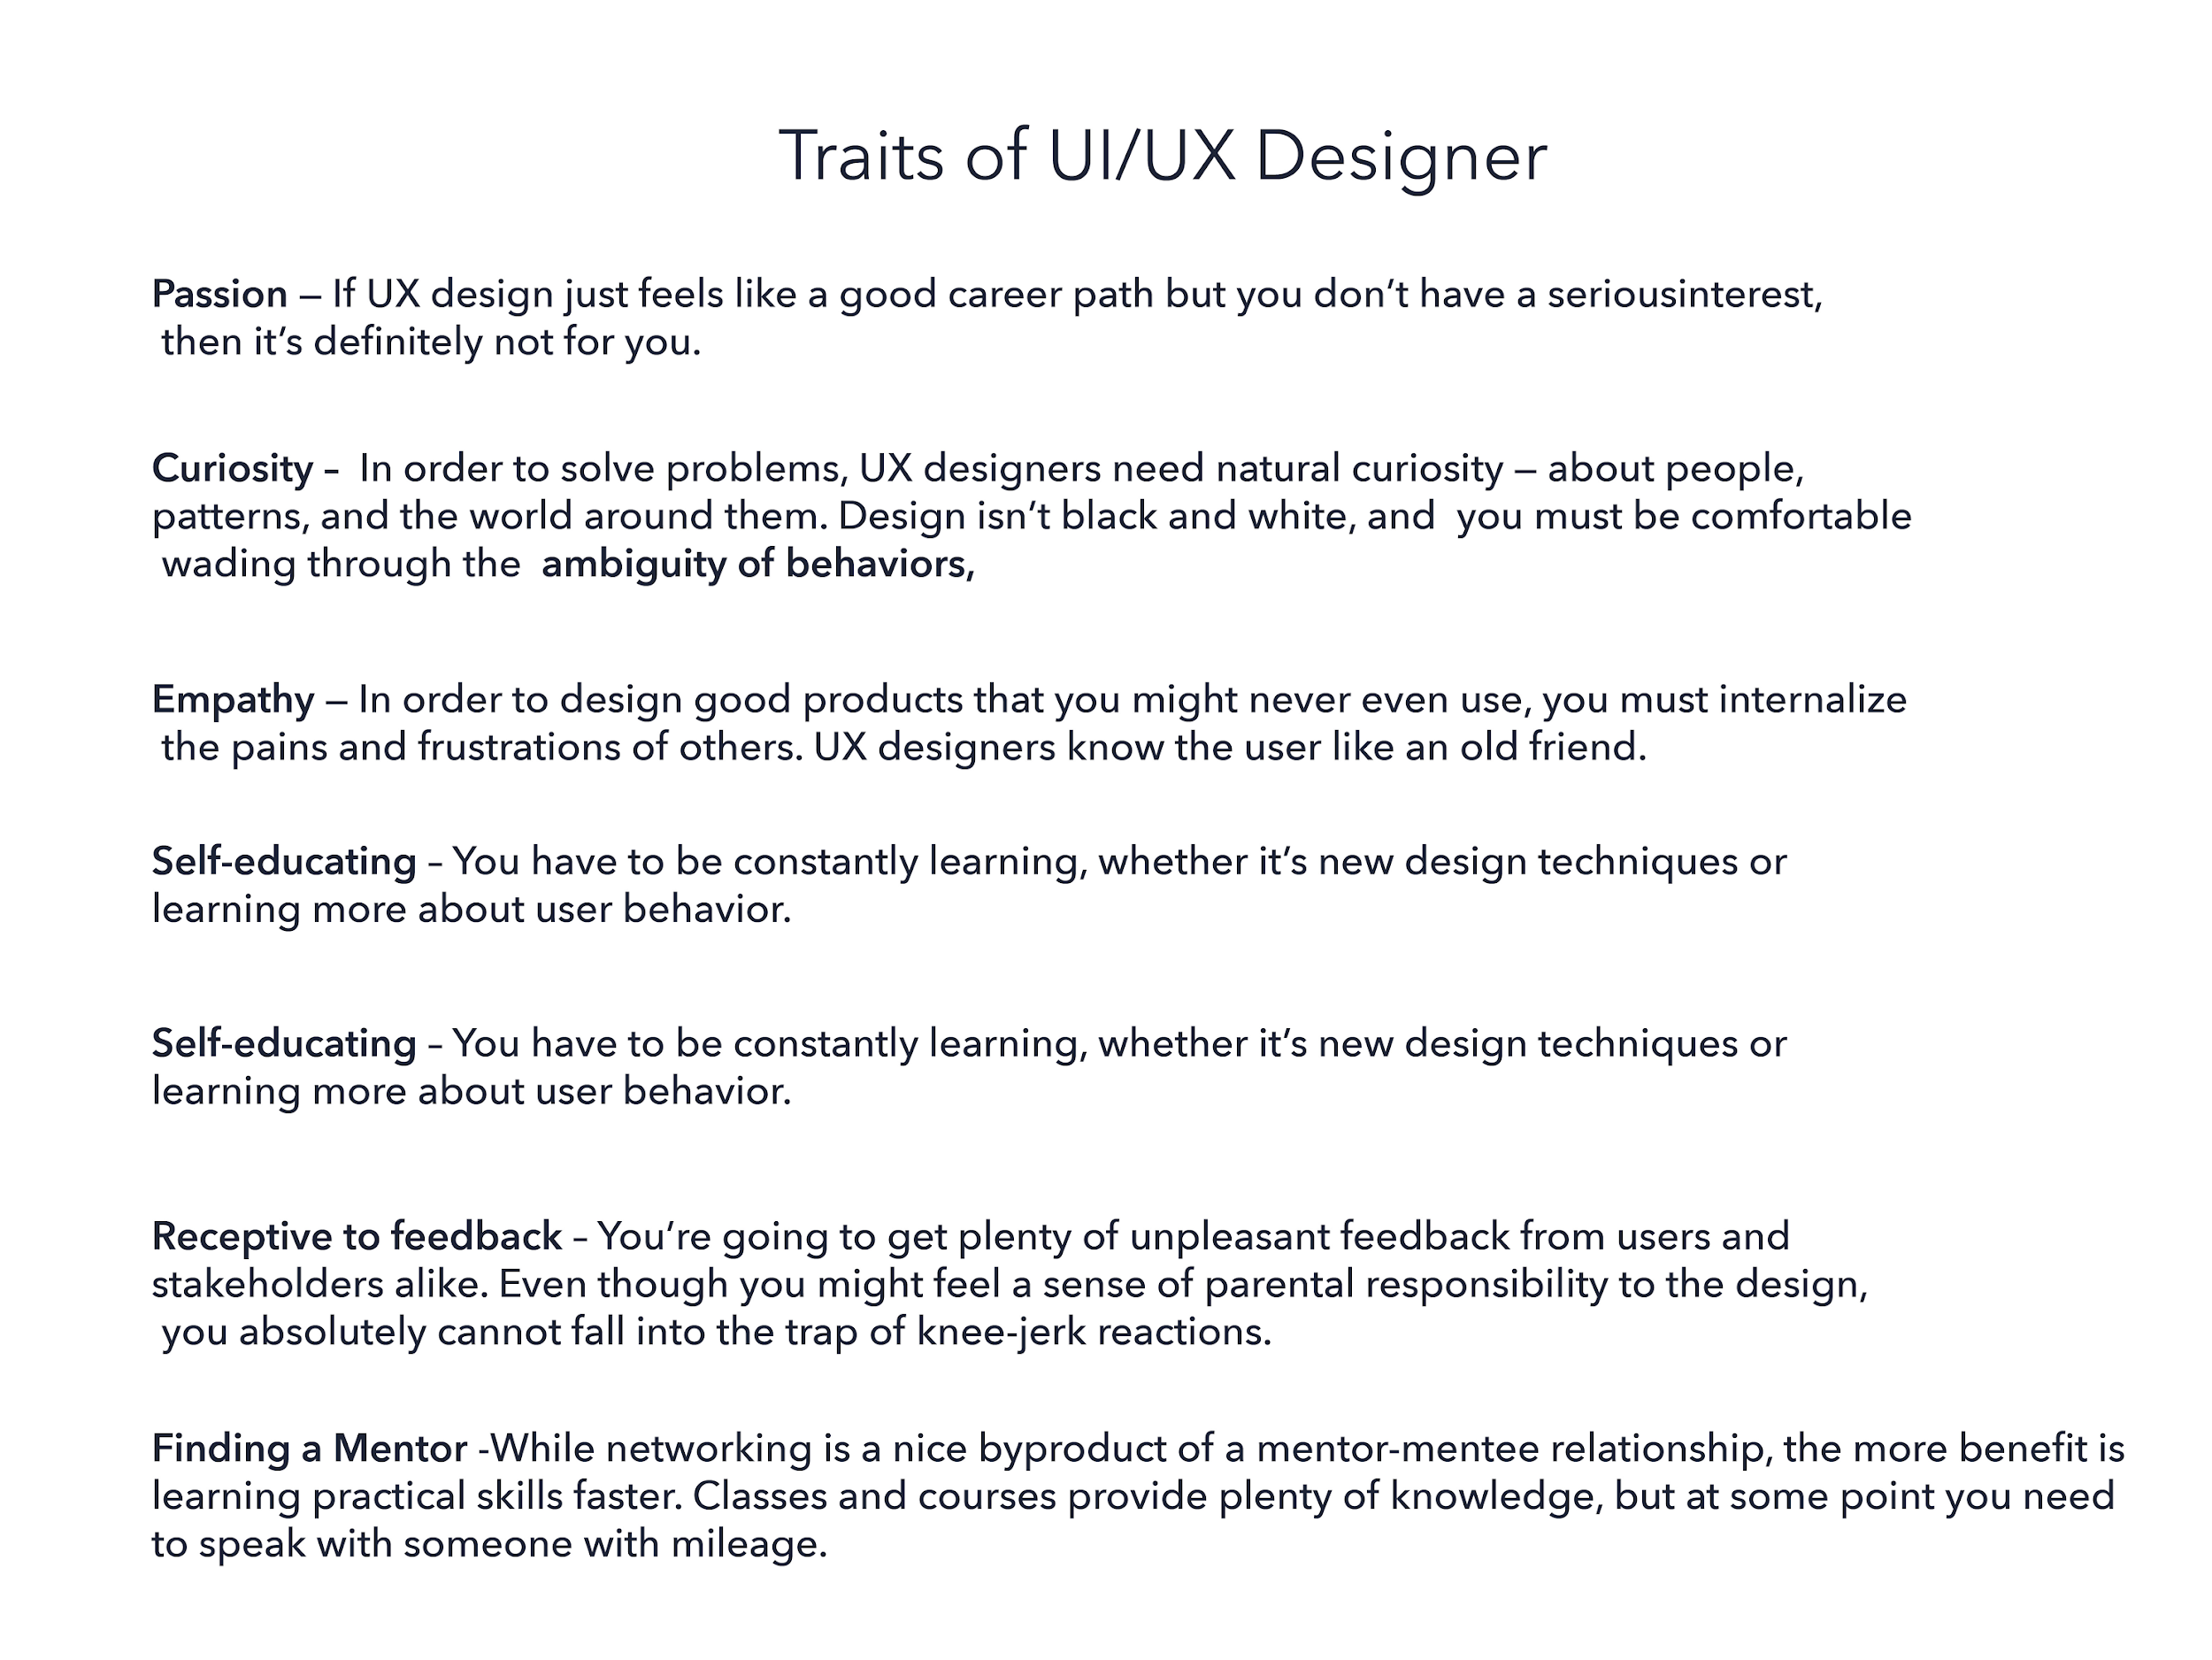 Traits of UI/UX Designer
Passion – If UX design just feels like a good career path but you don’t have a seriousinterest,
then it’s definitely not for you.
Curiosity –  In order to solve problems, UX designers need natural curiosity – about people,
patterns, and the world around them. Design isn’t black and white, and  you must be comfortable
wading through the  ambiguity of behaviors,
Empathy – In order to design good products that you might never even use, you must internalize
the pains and frustrations of others. UX designers know the user like an old friend.
Self-educating – You have to be constantly learning, whether it’s new design techniques or
learning more about user behavior.
Self-educating – You have to be constantly learning, whether it’s new design techniques or
learning more about user behavior.
Receptive to feedback – You’re going to get plenty of unpleasant feedback from users and
stakeholders alike. Even though you might feel a sense of parental responsibility to the design,
you absolutely cannot fall into the trap of knee-jerk reactions.
Finding a Mentor -While networking is a nice byproduct of a mentor-mentee relationship, the more benefit is
learning practical skills faster. Classes and courses provide plenty of knowledge, but at some point you need
to speak with someone with mileage.